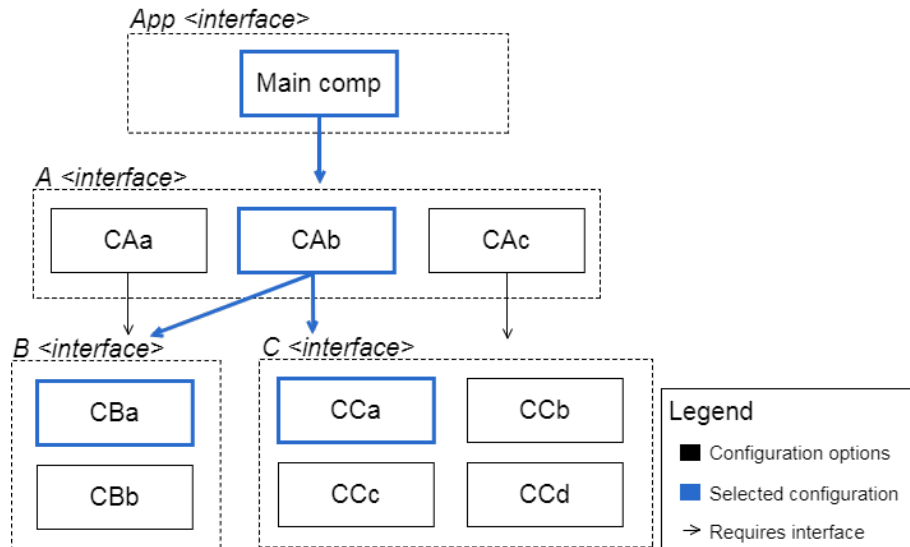 App <interface>
Main comp
A <interface>
CAa
CAb
CAc
B <interface>
C <interface>
CBa
CCa
CCb
CBb
CCc
CCd
Legend
Configuration options
Selected configuration
Requires interface